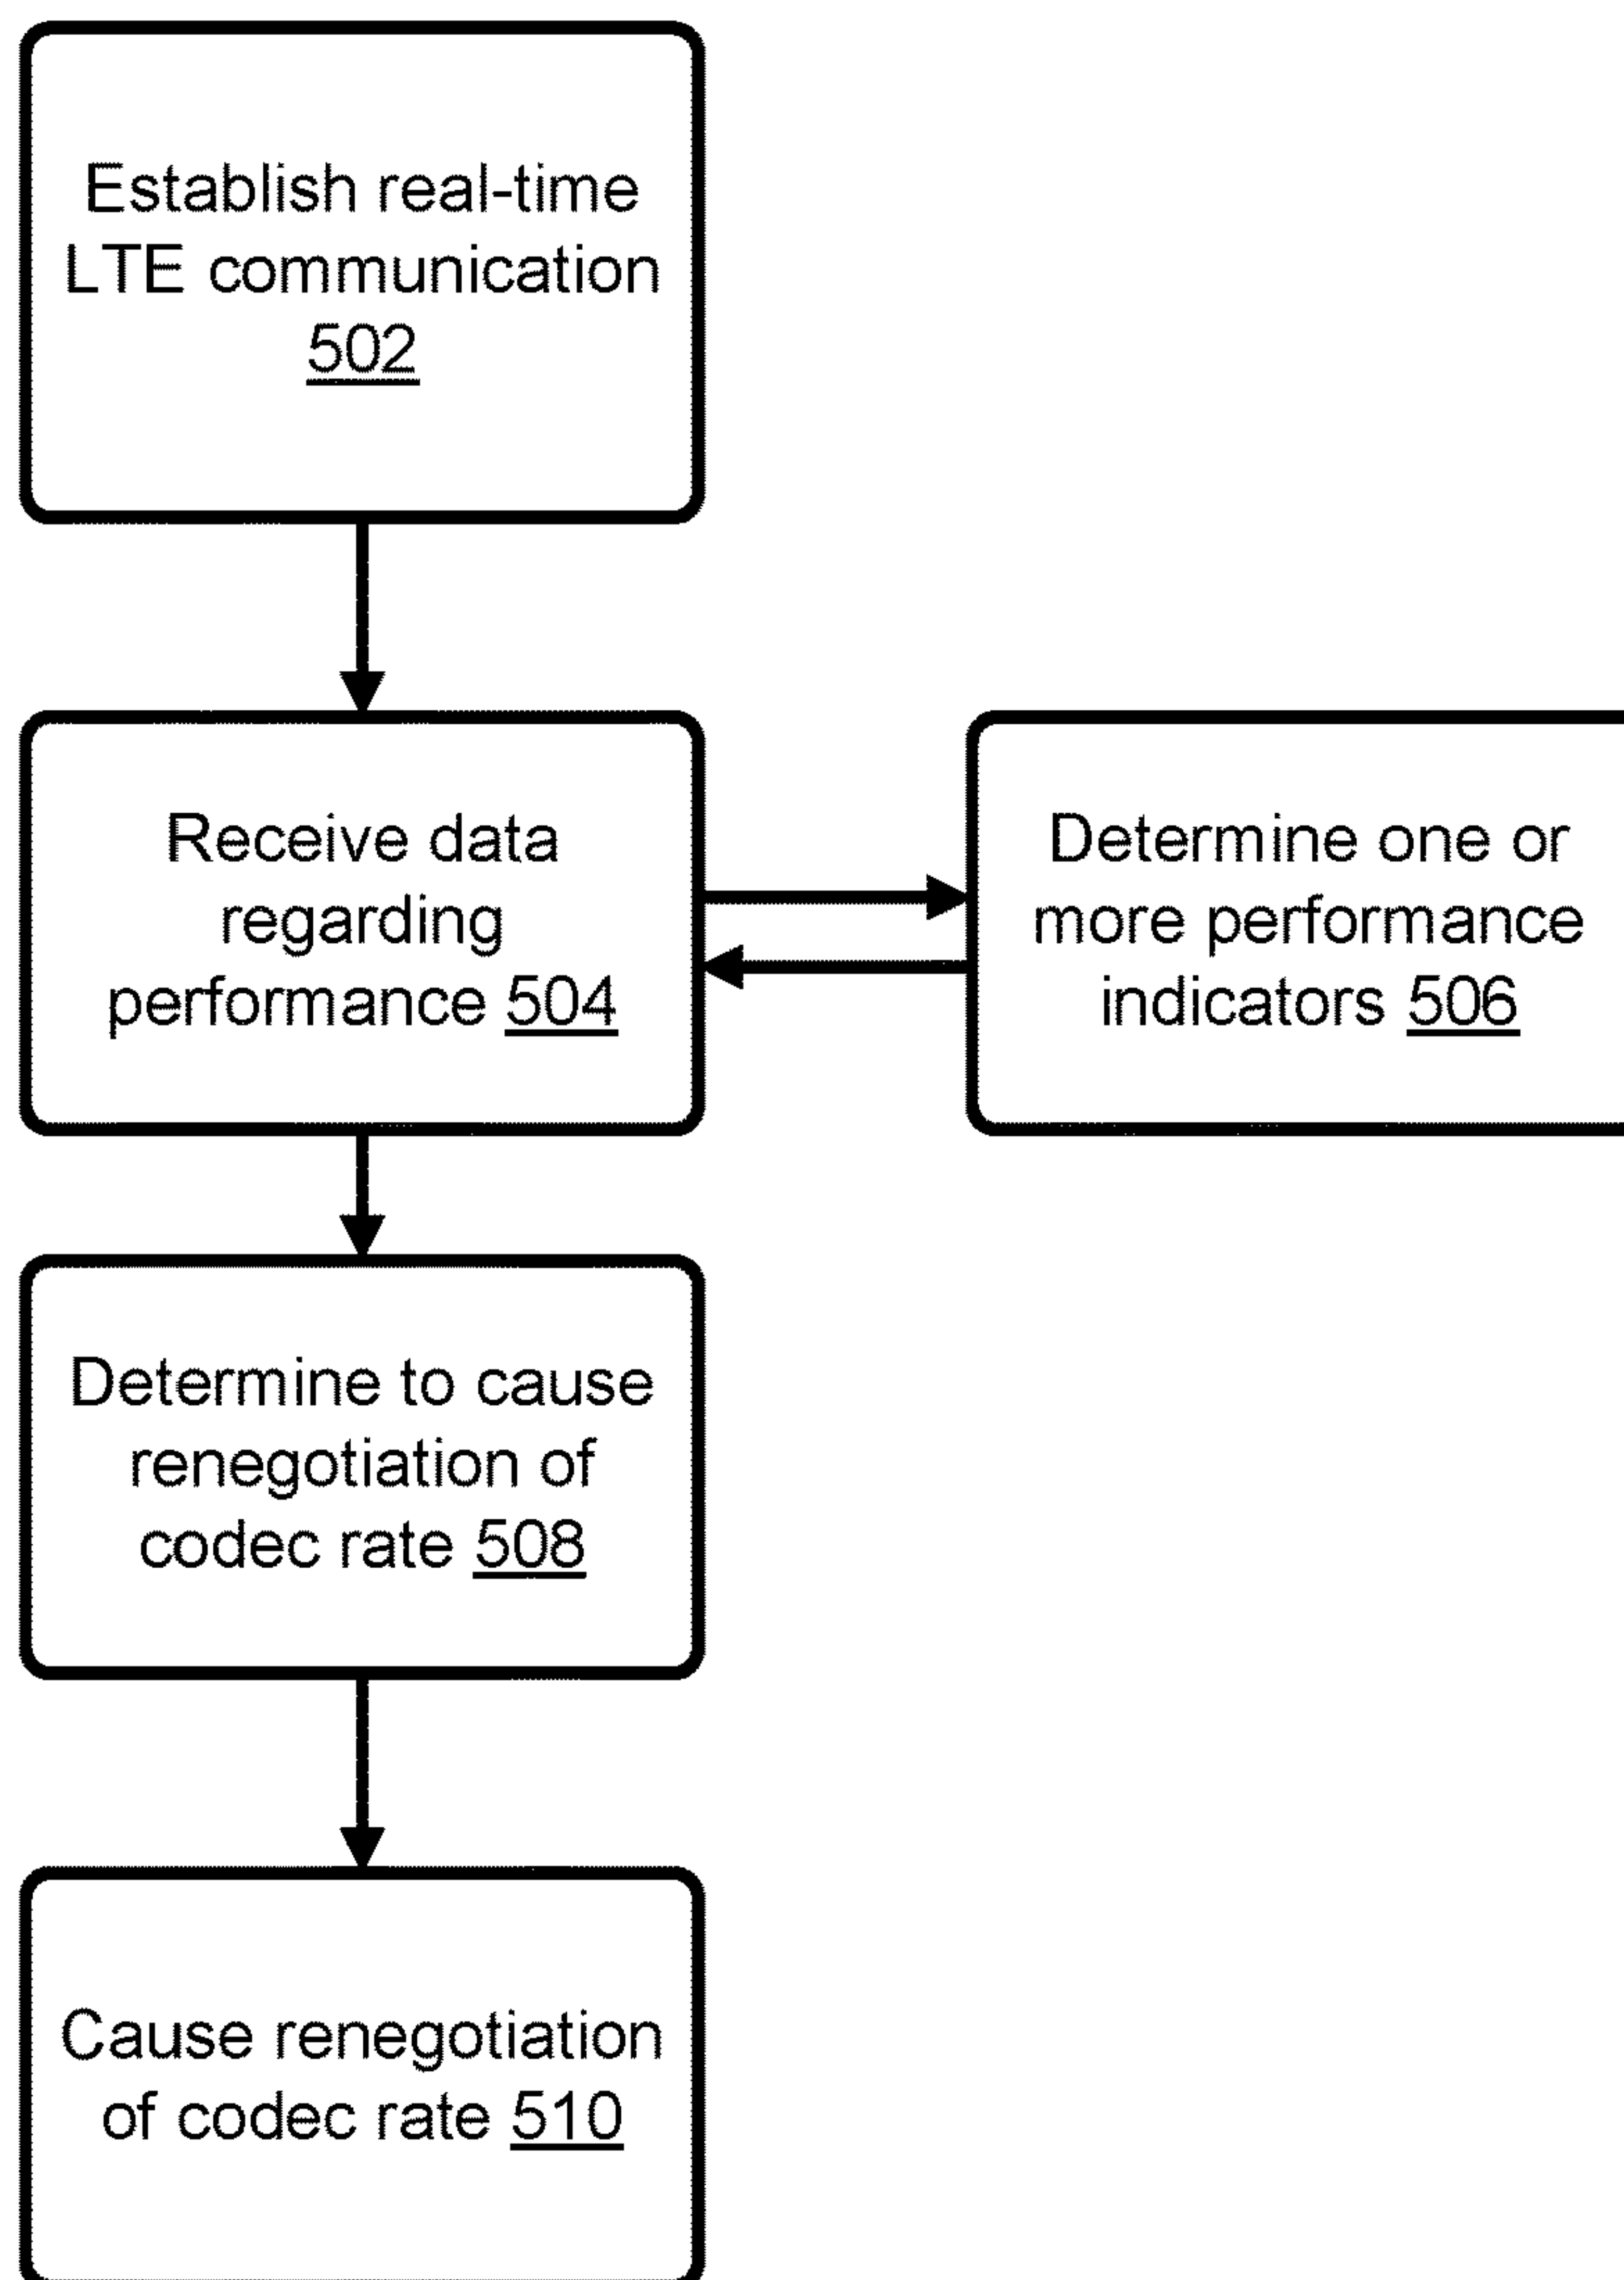 Establish real-time
LTE communication
502
Receive data
regarding
performance 504
Determine one or
more performance
indicators 506
Determine to cause
renegotiation of
codec rate 508
Cause renegotiation
of codec rate 510